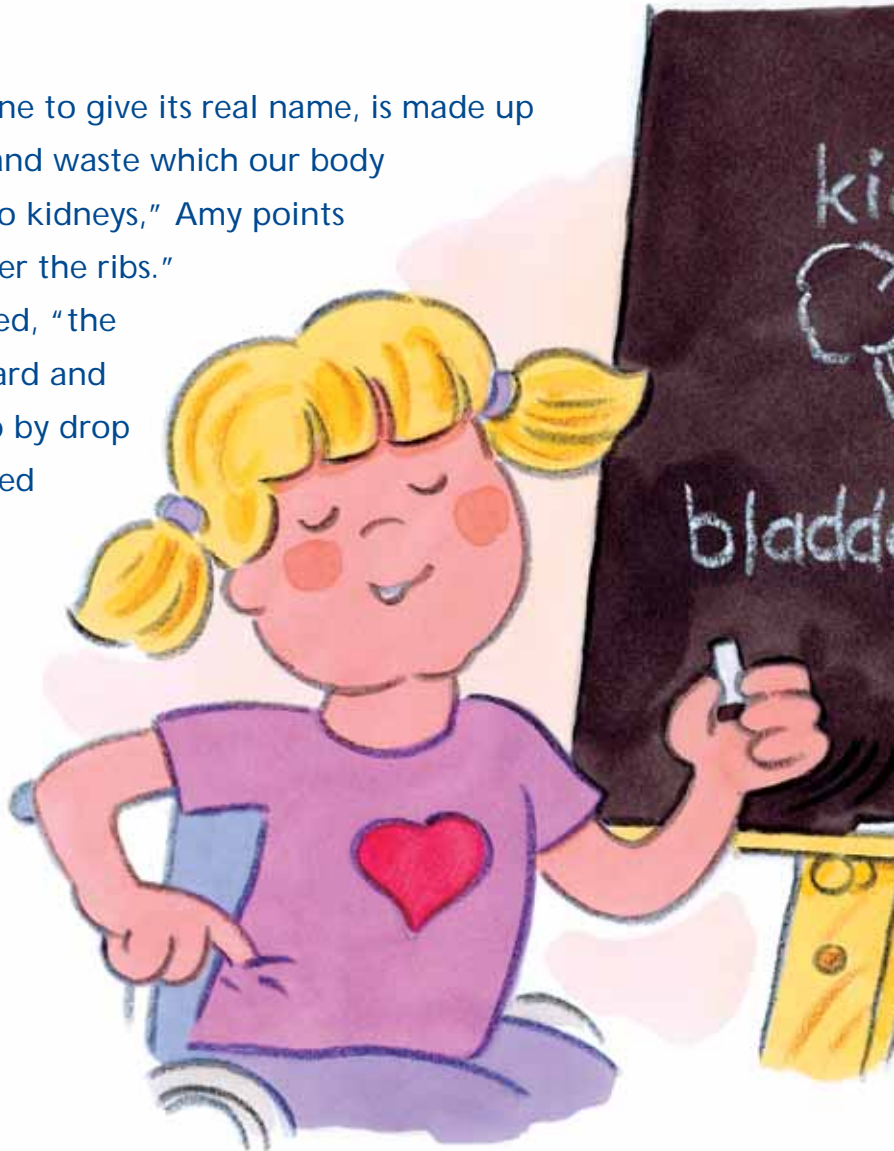 ne to give its real name, is made up
and waste which our body
o kidneys,” Amy points
er the ribs.”
ed, “the
ard and
by drop
ed
ki
bladd